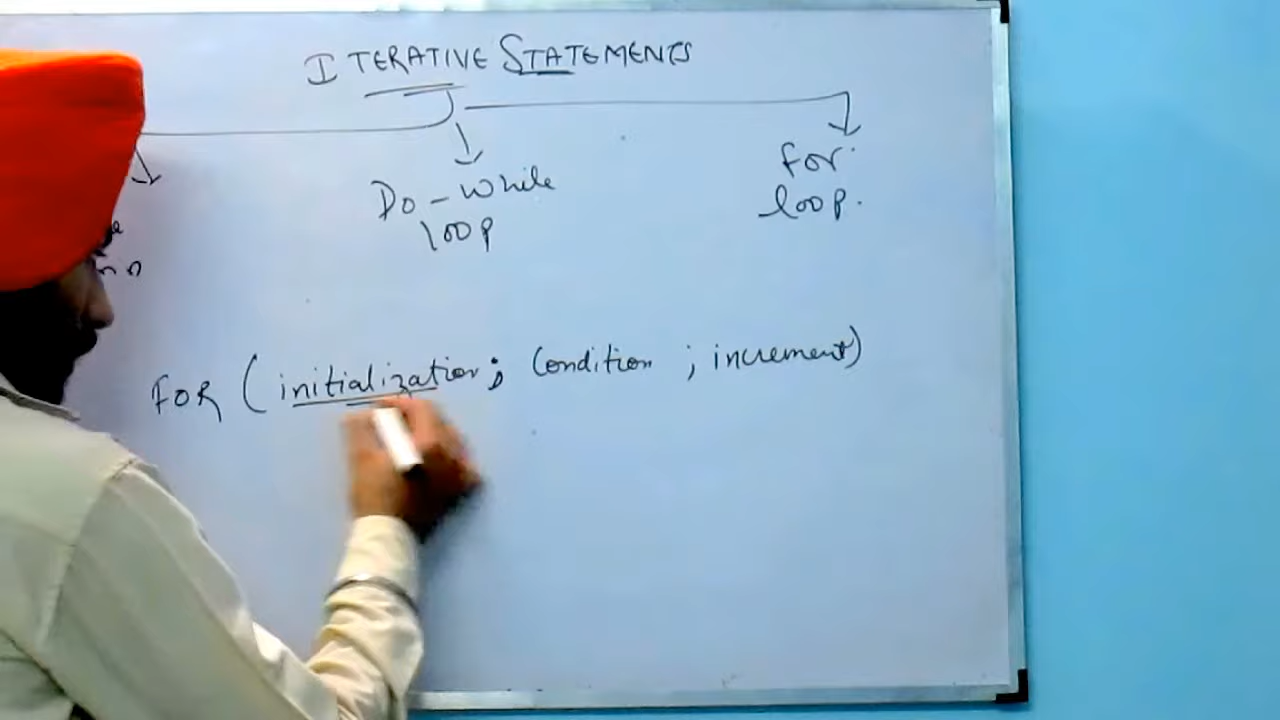 ITERATIVE STATEMENTS
Do-While
loop
For
loop.
FOR (initialization; Condition ; increment)